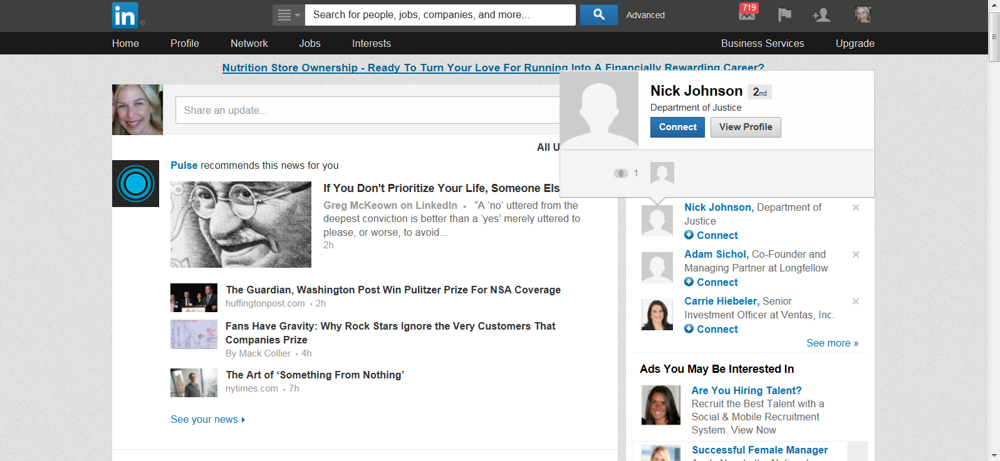 in
Search for people, jobs, companies, and more...
Advanced
719
Home Profile Network Jobs Interests Business Services Upgrade
Nutrition Store Ownership - Ready To Turn Your Love For Running Into A Financially Rewarding Career?
Share an update...
All U
Pulse recommends this news for you
If You Don't Prioritize Your Life, Someone Els
Greg McKeown on LinkedIn • “A ‘no’ uttered from the
deepest conviction is better than a ‘yes’ merely uttered to
please, or worse, to avoid...
2h
The Guardian, Washington Post Win Pulitzer Prize For NSA Coverage
huffingtonpost.com • 2h
Fans Have Gravity: Why Rock Stars Ignore the Very Customers That
Companies Prize
By Mack Collier • 4h
The Art of ‘Something From Nothing’
nytimes.com • 7h
See your news
Nick Johnson 2nd
Department of Justice
Connect View Profile
1
Nick Johnson, Department of
Justice
Connect
Adam Sichol, Co-Founder and
Managing Partner at Longfellow
Connect
Carrie Hiebeler, Senior
Investment Officer at Ventas, Inc.
Connect
See more »
Ads You May Be Interested In
Are You Hiring Talent?
Recruit the Best Talent with a
Social & Mobile Recruitment
System. View Now
Successful Female Manager